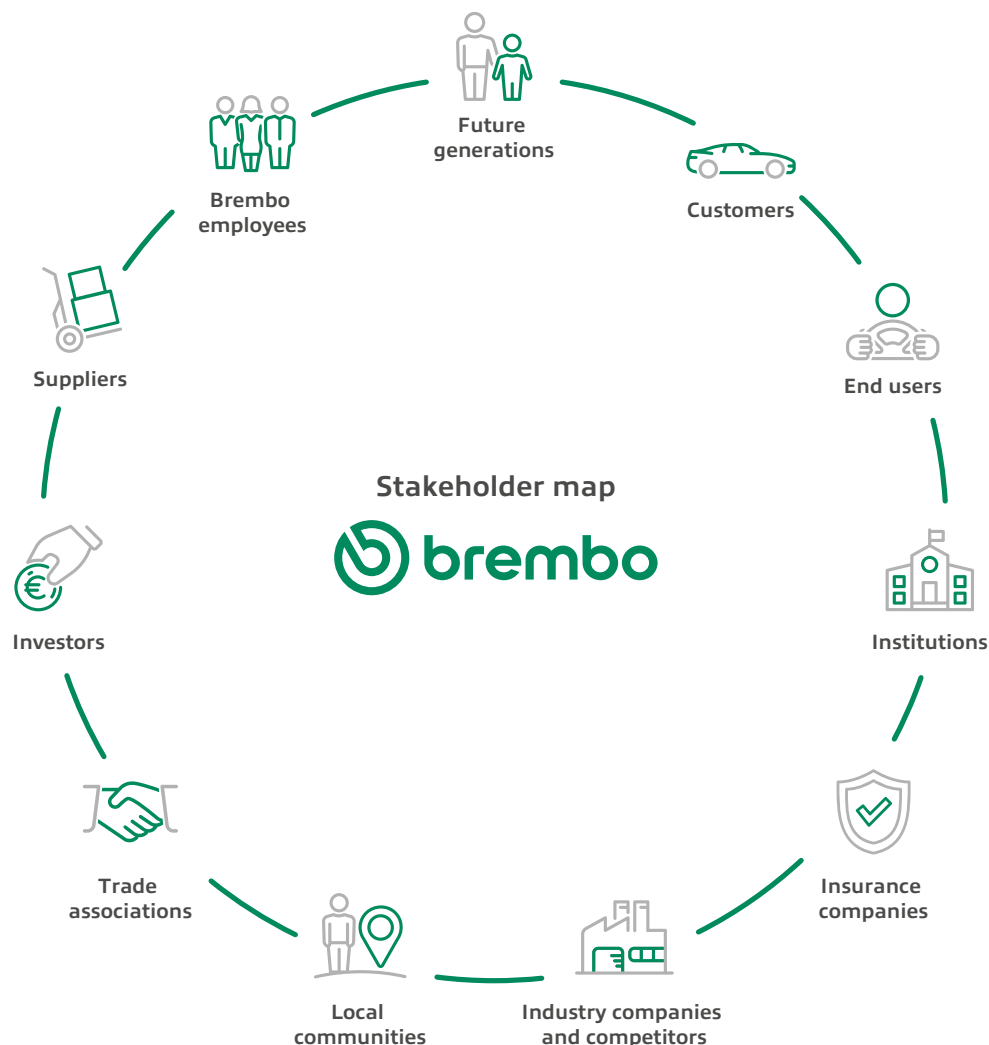 Future
generations
Brembo
employees
Customers
Suppliers
End users
Stakeholder map
brembo
€
Investors
Institutions
Trade
associations
Insurance
companies
Local
communities
Industry companies
and competitors